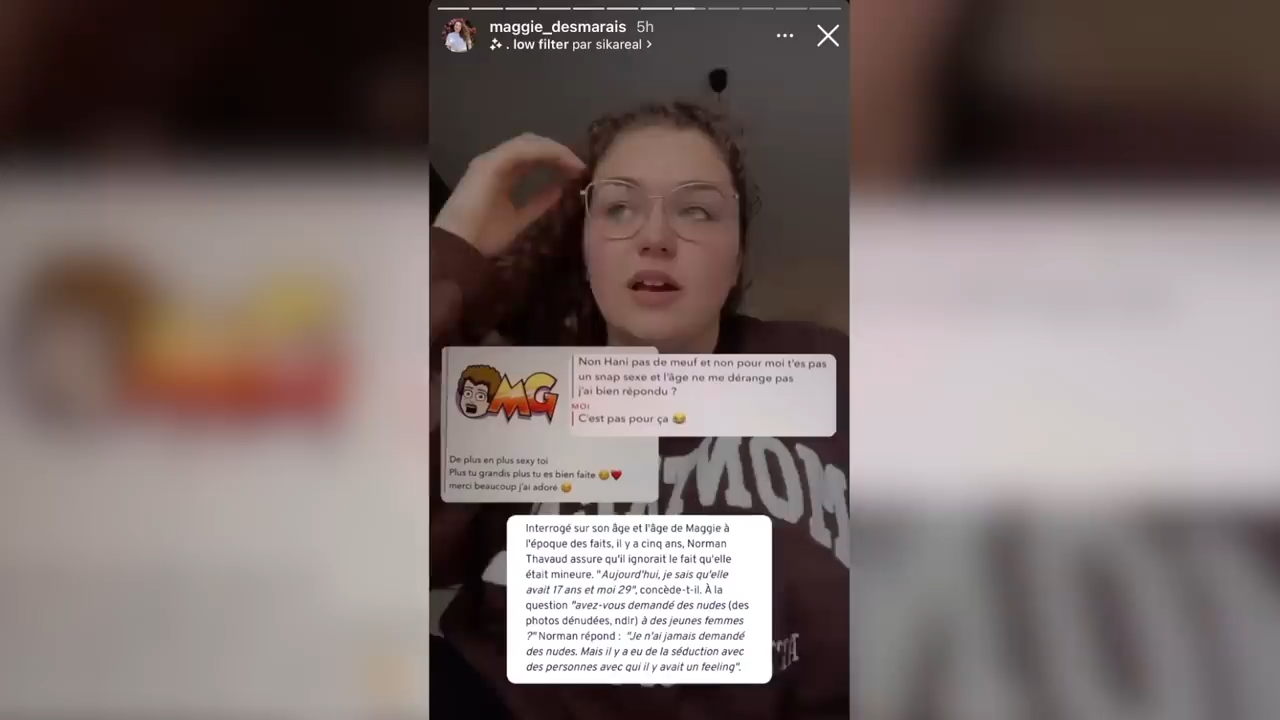 maggie_desmarais 5h
. low filter par sikareal >
OMG
Non Hani pas de meuf et non pour moi t'es pas
un snap sexe et l'âge ne me dérange pas
j'ai bien répondu ?
MOI
C'est pas pour ça 😂
De plus en plus sexy toi
Plus tu grandis plus tu es bien faite
merci beaucoup j'ai adoré
Interrogé sur son âge et l'âge de Maggie à
l'époque des faits, il y a cinq ans, Norman
Thavaud assure qu'il ignorait le fait qu'elle
était mineure. "Aujourd'hui, je sais qu'elle
avait 17 ans et moi 29", concède-t-il. À la
question "avez-vous demandé des nudes (des
photos dénudées, ndlr) à des jeunes femmes
?" Norman répond : "Je n'ai jamais demandé
des nudes. Mais il y a eu de la séduction avec
des personnes avec qui il y avait un feeling".